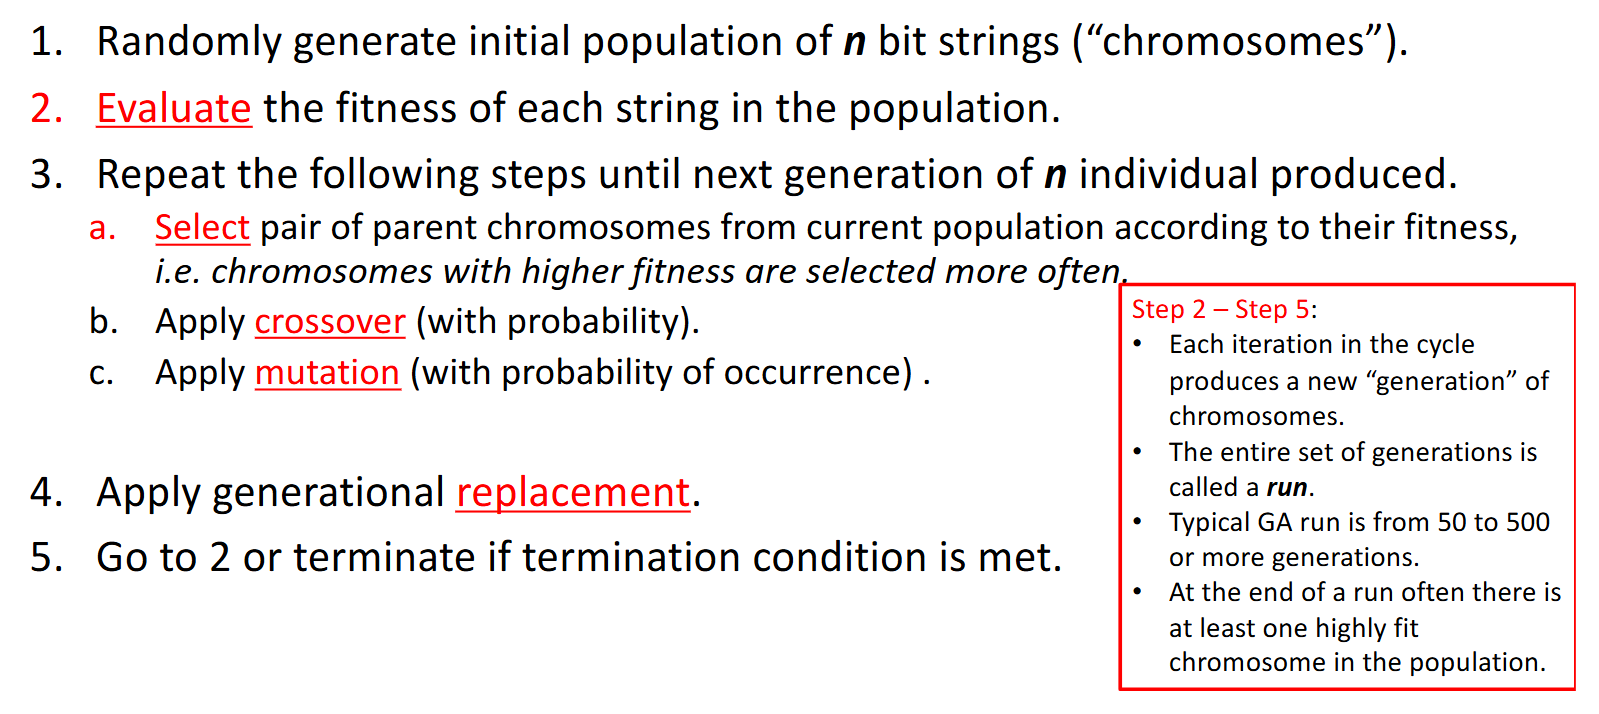 1. Randomly generate initial population of n bit strings (“chromosomes”).
2. Evaluate the fitness of each string in the population.
3. Repeat the following steps until next generation of n individual produced.
a. Select pair of parent chromosomes from current population according to their fitness,
i.e. chromosomes with higher fitness are selected more often.
b. Apply crossover (with probability).
c. Apply mutation (with probability of occurrence) .
4. Apply generational replacement.
5. Go to 2 or terminate if termination condition is met.
Step 2 – Step 5:
• Each iteration in the cycle
produces a new “generation” of
chromosomes.
• The entire set of generations is
called a run.
• Typical GA run is from 50 to 500
or more generations.
• At the end of a run often there is
at least one highly fit
chromosome in the population.